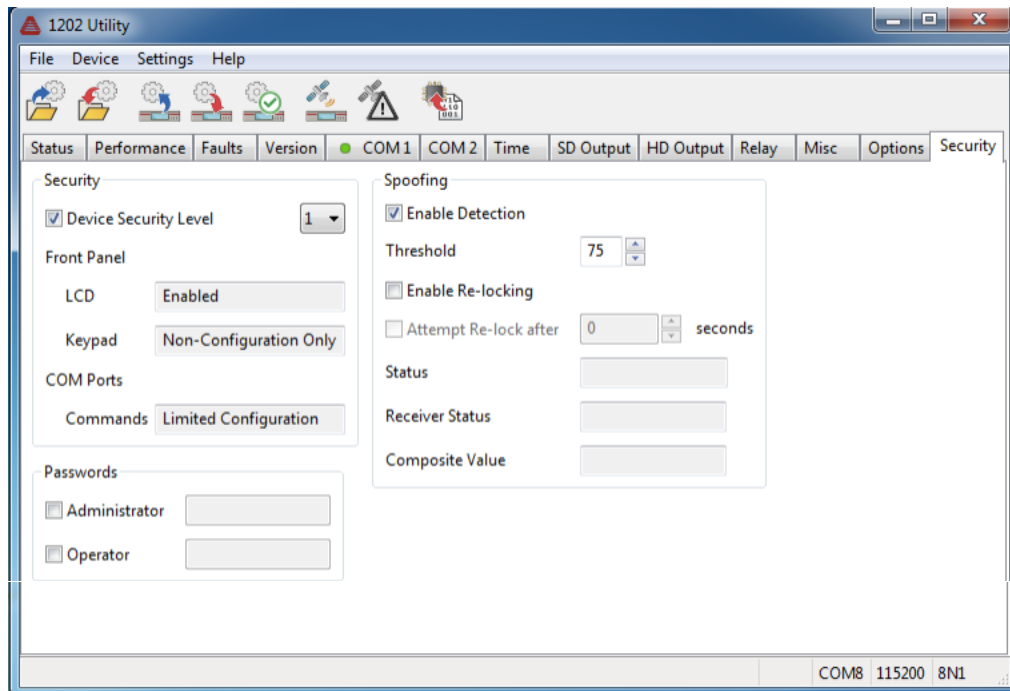 1202 Utility
File Device Settings Help
Status Performance Faults Version COM 1 COM 2 Time SD Output HD Output Relay Misc Options Security
Security
Device Security Level 1
Front Panel
LCD Enabled
Keypad Non-Configuration Only
COM Ports
Commands Limited Configuration
Passwords
Administrator
Operator
Spoofing
Enable Detection
Threshold 75
Enable Re-locking
Attempt Re-lock after 0 seconds
Status
Receiver Status
Composite Value
COM8 115200 8N1